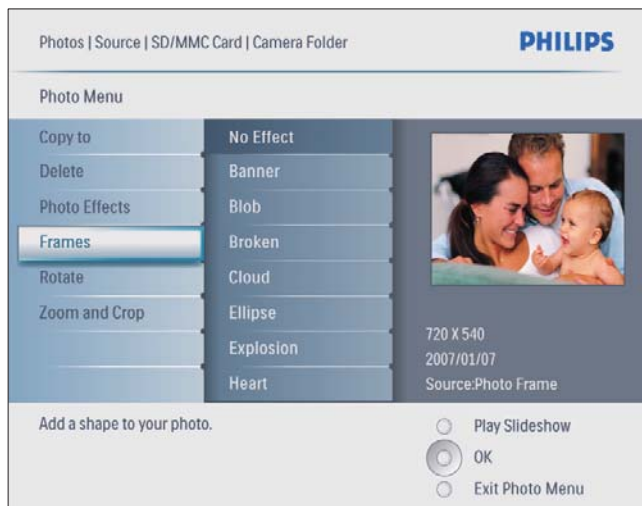 Photos | Source | SD/MMC Card | Camera Folder
PHILIPS
Photo Menu
Copy to
Delete
Photo Effects
Frames
Rotate
Zoom and Crop
No Effect
Banner
Blob
Broken
Cloud
Ellipse
Explosion
Heart
720 X 540
2007/01/07
Source:Photo Frame
Add a shape to your photo.
Play Slideshow
OK
Exit Photo Menu